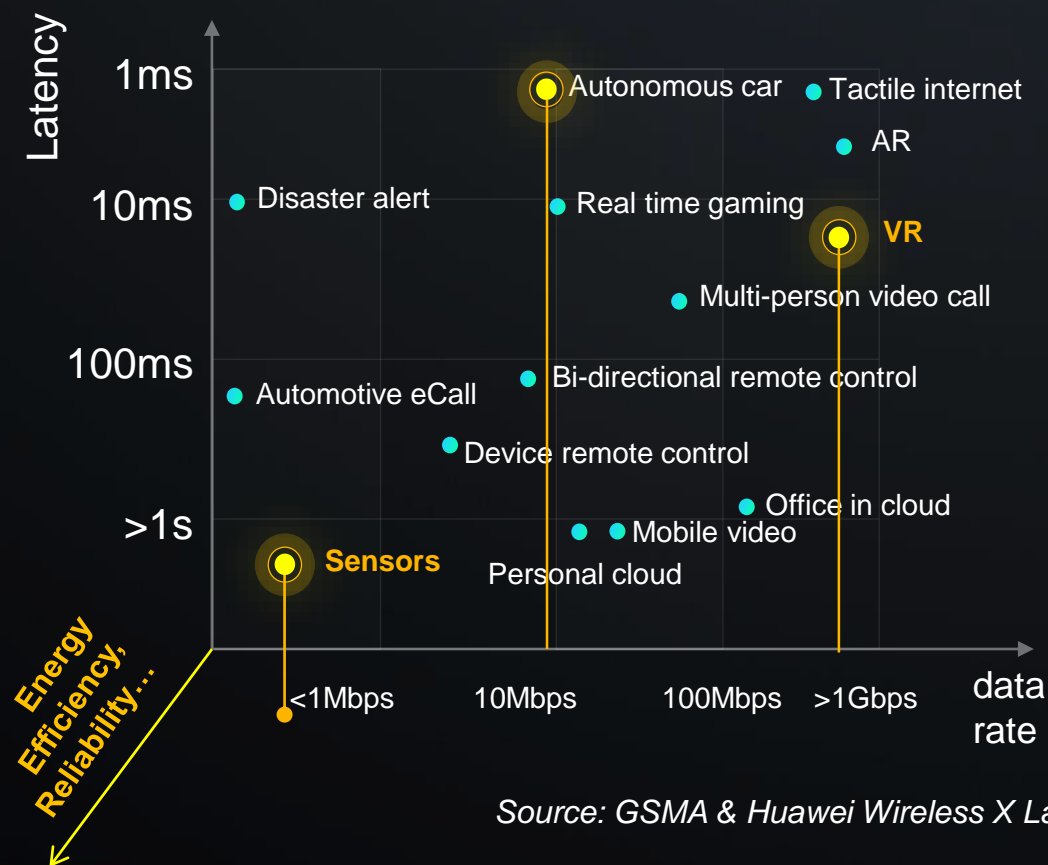 Latency
1ms
Autonomous car
Tactile internet
AR
10ms
Disaster alert
Real time gaming
VR
Multi-person video call
100ms
Bi-directional remote control
Automotive eCall
Device remote control
Office in cloud
>1s
Mobile video
Sensors
Personal cloud
Energy
Efficiency,
Reliability…
<1Mbps
10Mbps
100Mbps
>1Gbps
data
rate
Source: GSMA & Huawei Wireless X La